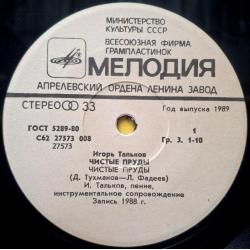 МИНИСТЕРСТВО
КУЛЬТУРЫ СССР
ВСЕСОЮЗНАЯ ФИРМА
ГРАМПЛАСТИНОК
МЕЛОДИЯ
АПРЕЛЕВСКИЙ ОРДЕНА ЛЕНИНА ЗАВОД
СТЕРЕО 33
Год выпуска 1989
ГОСТ 5289-80
1
С62 27573 008
Гр. 3. 1-10
27573
Игорь Тальков
ЧИСТЫЕ ПРУДЫ
ЧИСТЫЕ ПРУДЫ
(Д. Тухманов—Л. Фадеев)
И. Тальков, пение,
инструментальное сопровождение
Запись 1988 г.